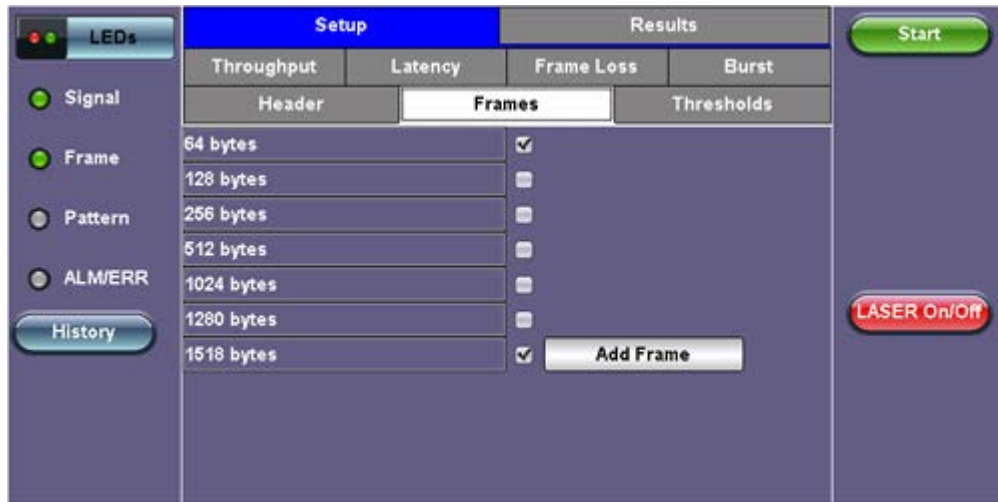 LEDs
Setup
Results
Start
Throughput
Latency
Frame Loss
Burst
Signal
Header
Frames
Thresholds
64 bytes
Frame
128 bytes
256 bytes
Pattern
512 bytes
ALM/ERR
1024 bytes
1280 bytes
LASER On/Off
History
1518 bytes
Add Frame